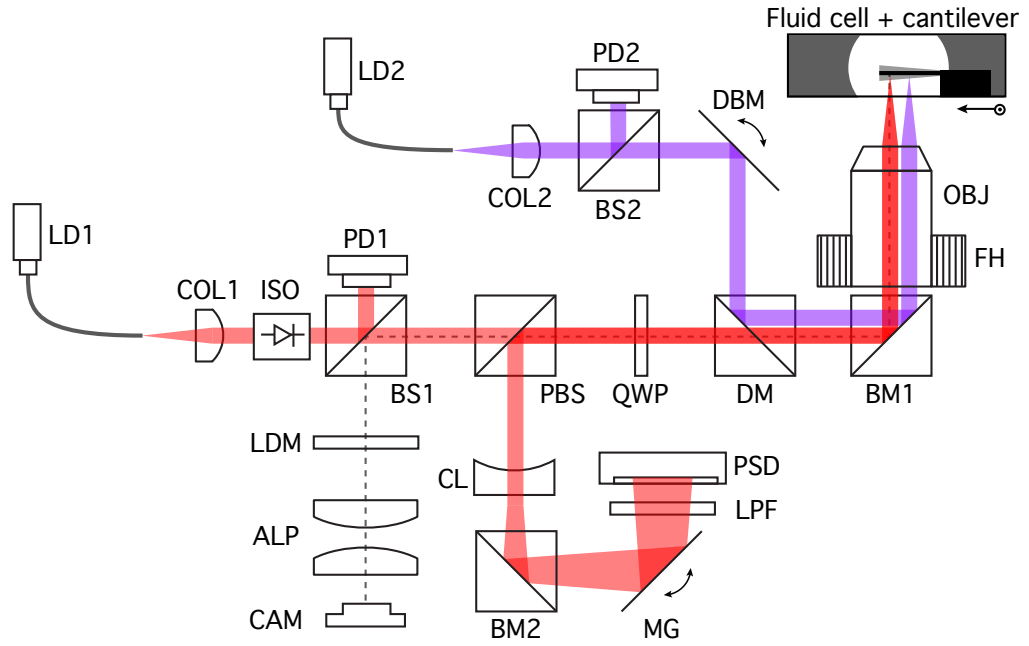 Fluid cell + cantilever
LD2
PD2
DBM
COL2
BS2
OBJ
LD1
PD1
FH
COL1
ISO
BS1
PBS
QWP
DM
BM1
LDM
CL
PSD
LPF
ALP
CAM
BM2
MG